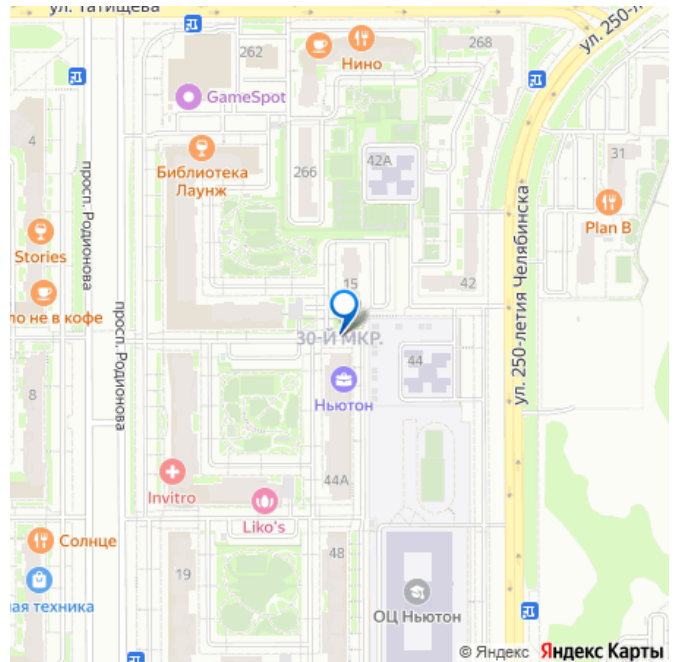 ул. Татищева
262
268
ул. 250-ле
Нино
GameSpot
4
просп. Родионова
Библиотека
Лаунж
266
42А
31
Plan B
Stories
ло не в кофе
15
42
ул. 250-летия Челябинска
30-Й МКР.
44
просп. Родионова
Ньютон
8
Invitro
44А
Liko's
Солнце
48
19
ая техника
ОЦ Ньютон
© Яндекс Яндекс Карты